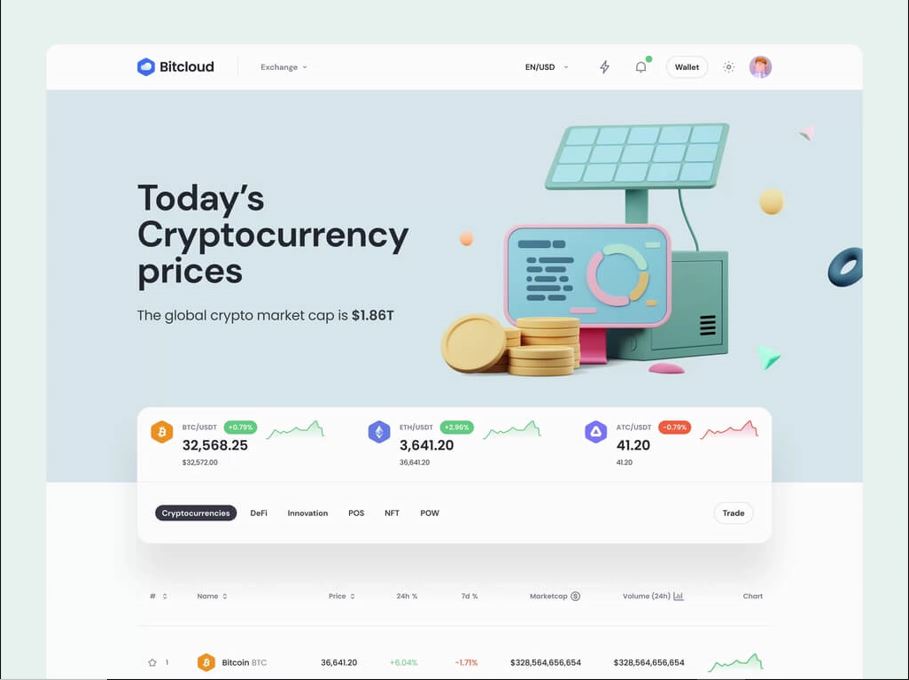 Bitcloud
Exchange
EN/USD
Wallet
Today's
Cryptocurrency
prices
The global crypto market cap is $1.86T
BTC/USDT +0.79%
32,568.25
$32,572.00
ETH/USDT +2.96%
3,641.20
36,641.20
ATC/USDT -0.79%
41.20
41.20
Cryptocurrencies DeFi Innovation POS NFT POW Trade
# Name Price 24h % 7d % Marketcap Volume (24h) Chart
1 Bitcoin BTC 36,641.20 +6.04% -1.71% $328,564,656,654 $328,564,656,654